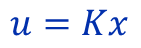 u = Kx